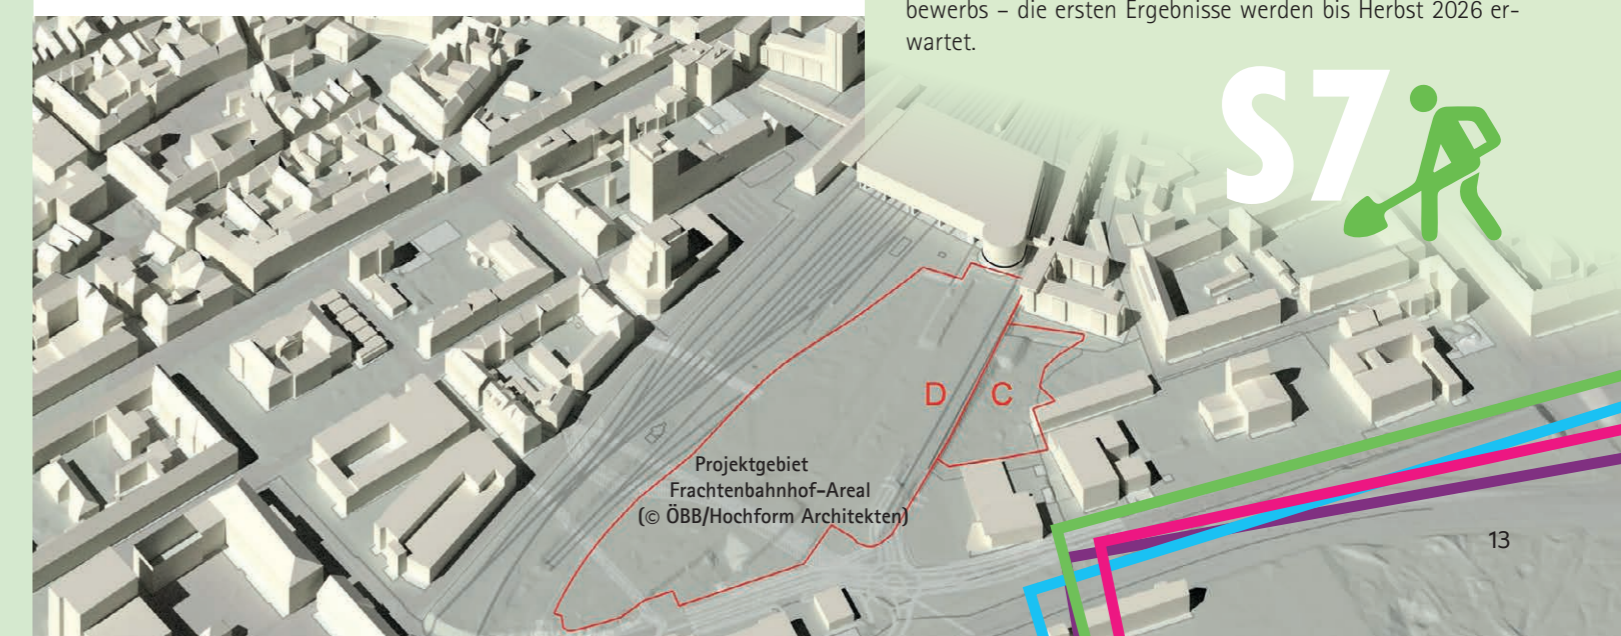 bewerbs – die ersten Ergebnisse werden bis Herbst 2026 er-
wartet.
S7
D
C
Projektgebiet
Frachtenbahnhof-Areal
(© ÖBB/Hochform Architekten)
13